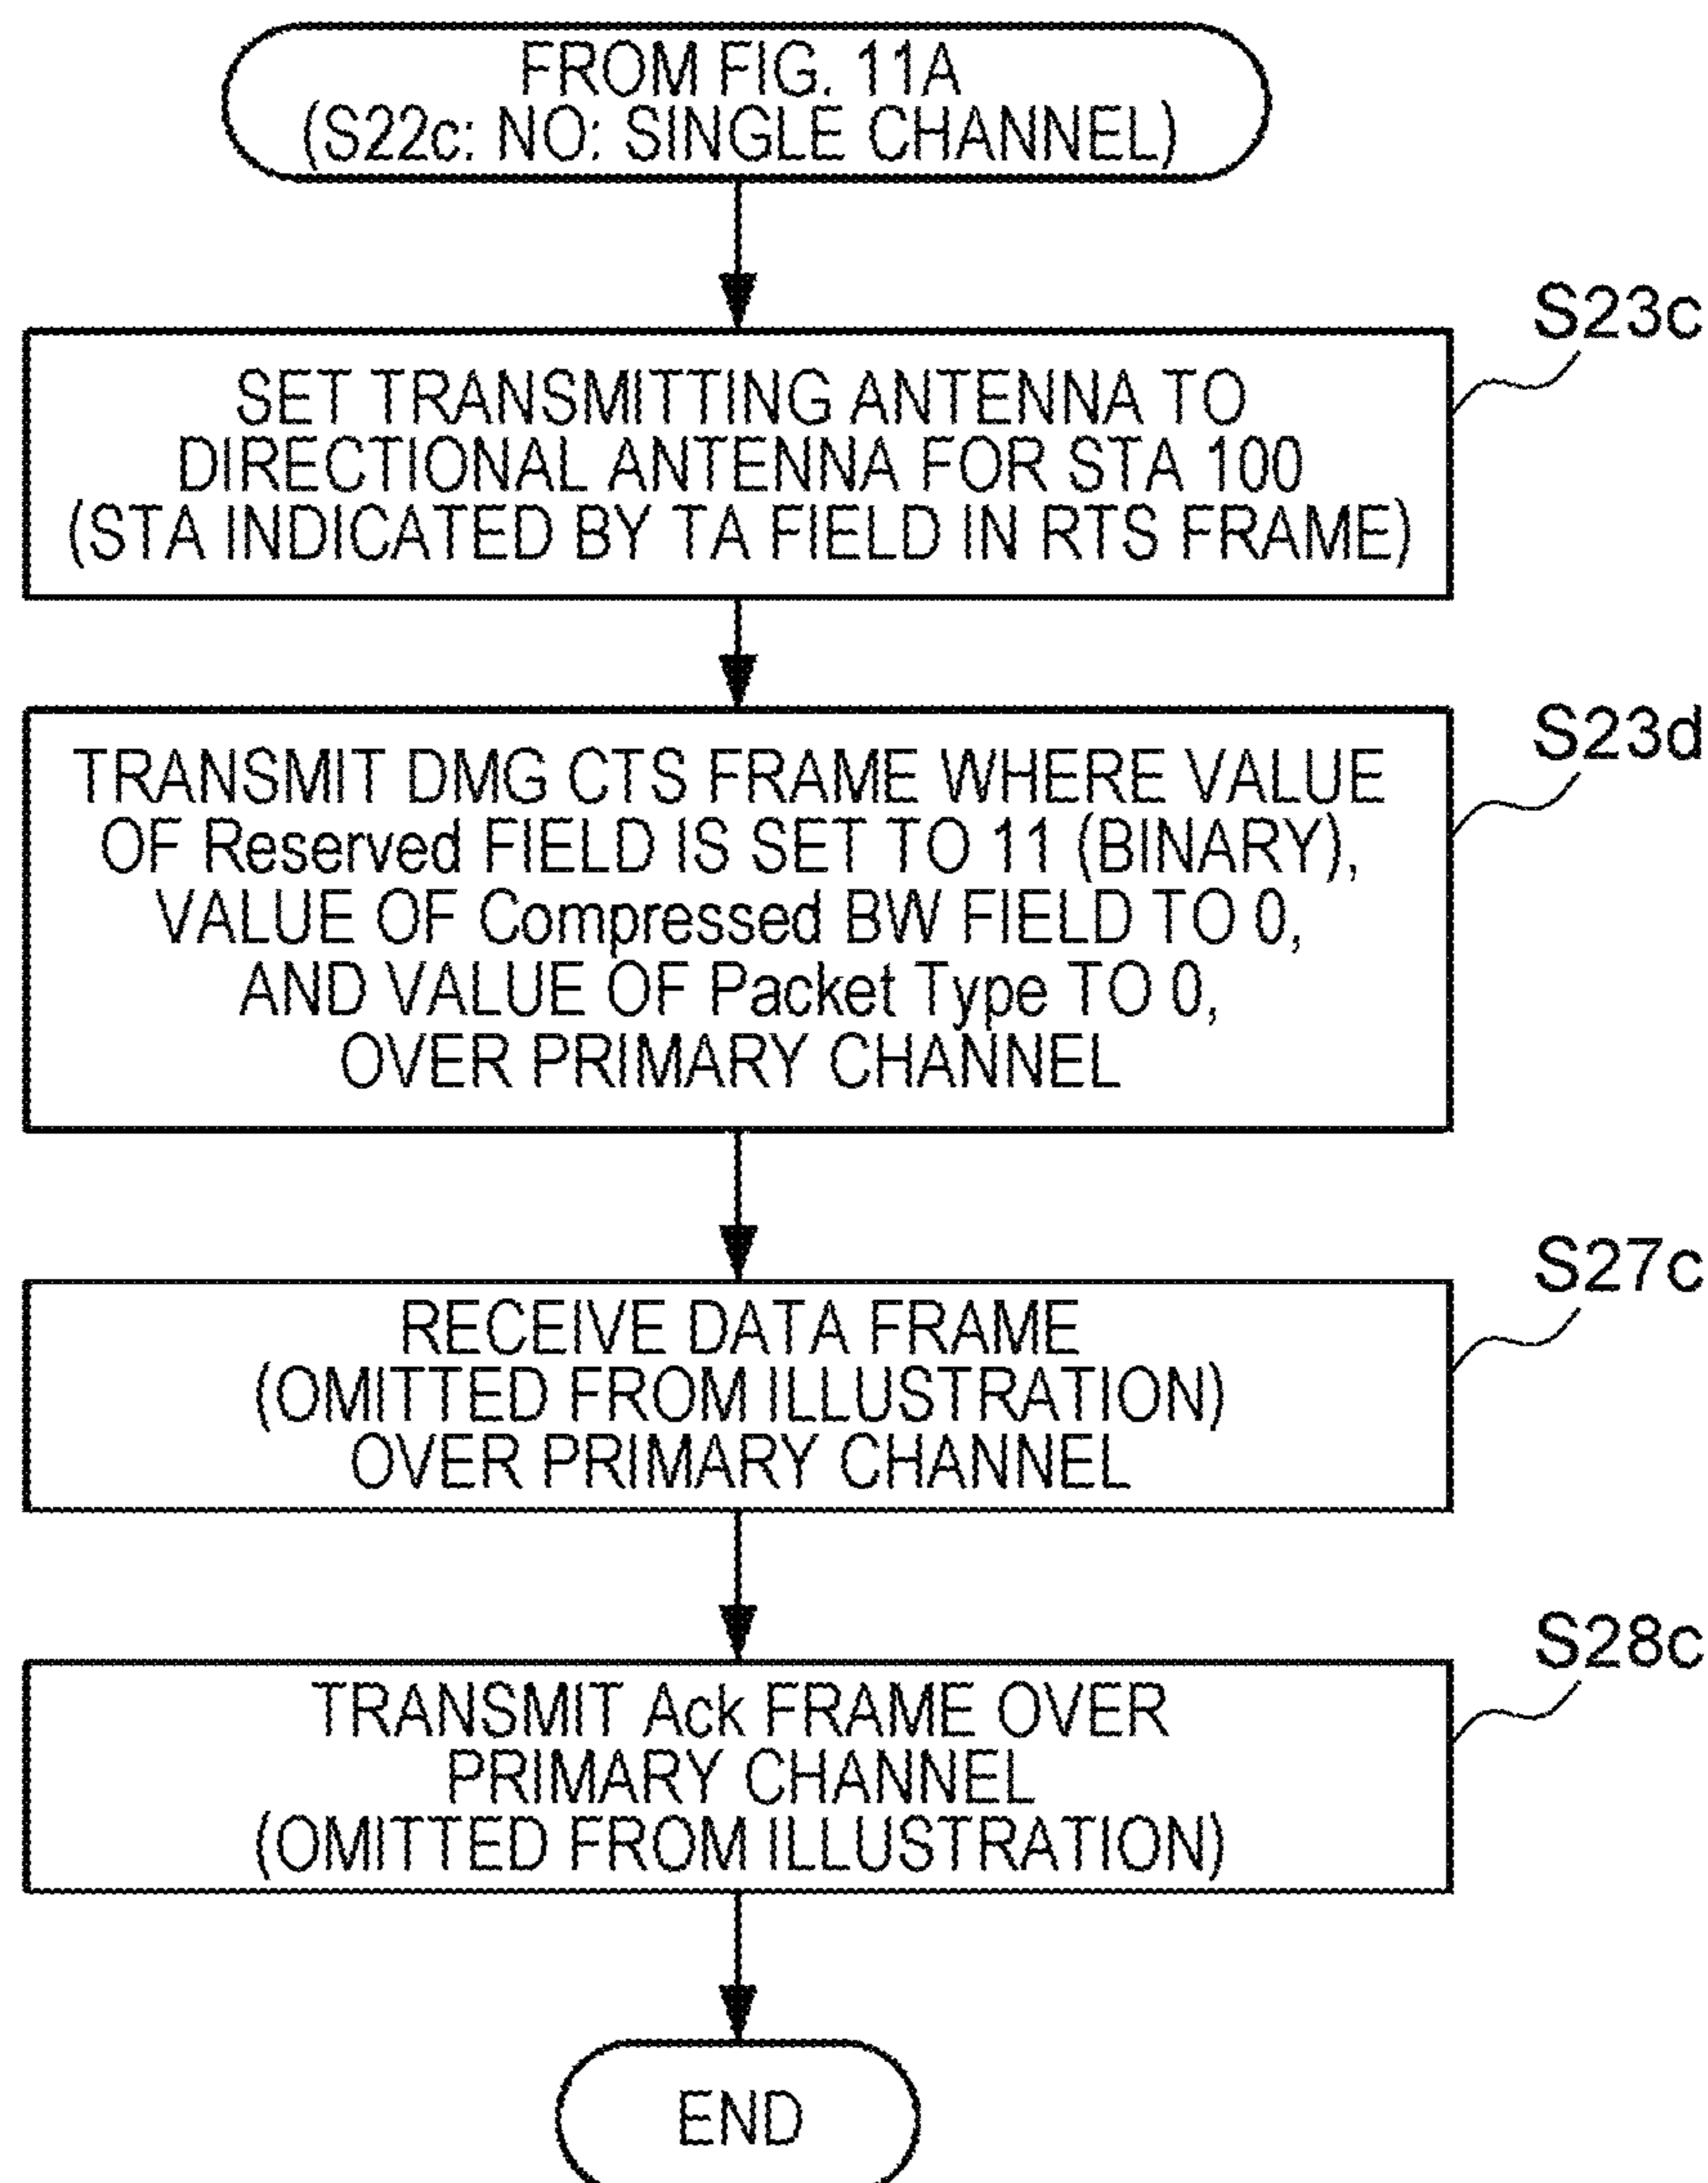 FROM FIG. 11A
(S22c: NO: SINGLE CHANNEL)
S23c
SET TRANSMITTING ANTENNA TO
DIRECTIONAL ANTENNA FOR STA 100
(STA INDICATED BY TA FIELD IN RTS FRAME)
S23d
TRANSMIT DMG CTS FRAME WHERE VALUE
OF Reserved FIELD IS SET TO 11 (BINARY),
VALUE OF Compressed BW FIELD TO 0,
AND VALUE OF Packet Type TO 0,
OVER PRIMARY CHANNEL
S27c
RECEIVE DATA FRAME
(OMITTED FROM ILLUSTRATION)
OVER PRIMARY CHANNEL
S28c
TRANSMIT Ack FRAME OVER
PRIMARY CHANNEL
(OMITTED FROM ILLUSTRATION)
END